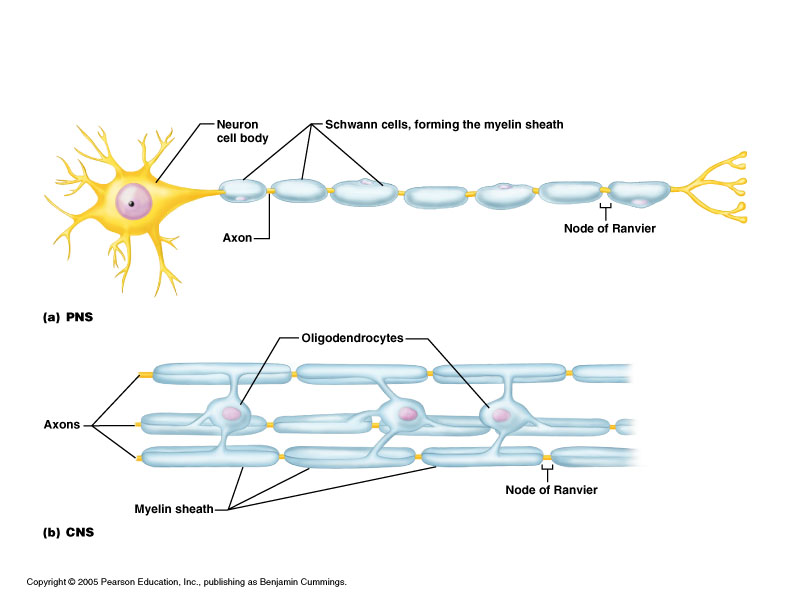 Neuron
cell body
Schwann cells, forming the myelin sheath
Axon
Node of Ranvier
(a) PNS
Oligodendrocytes
Axons
Node of Ranvier
Myelin sheath
(b) CNS
Copyright © 2005 Pearson Education, Inc., publishing as Benjamin Cummings.